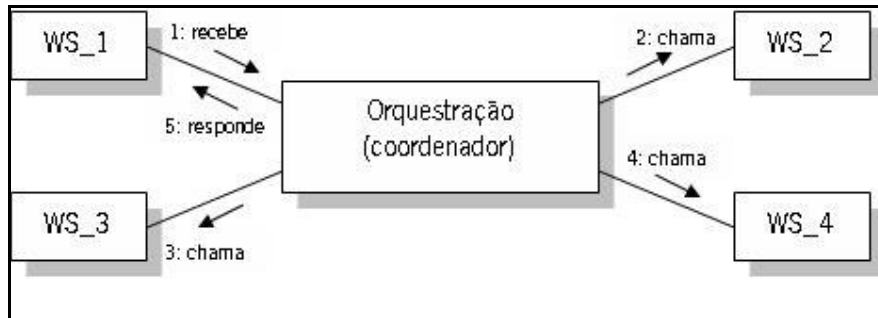 WS_1
1: recebe
2: chama
WS_2
Orquestração
(coordenador)
5: responde
4: chama
WS_3
3: chama
WS_4